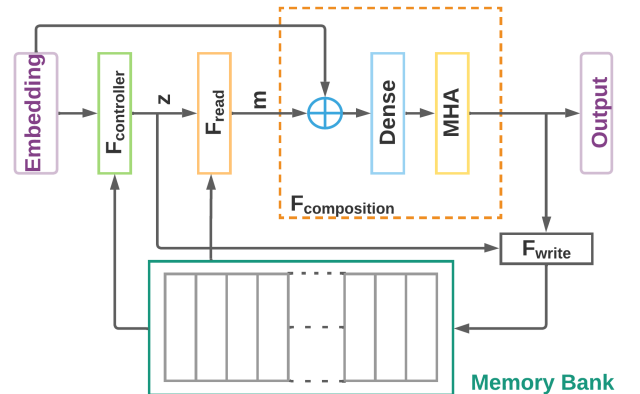 Embedding
Fcontroller
z
Fread
m
Dense
MHA
Output
Fcomposition
Fwrite
Memory Bank